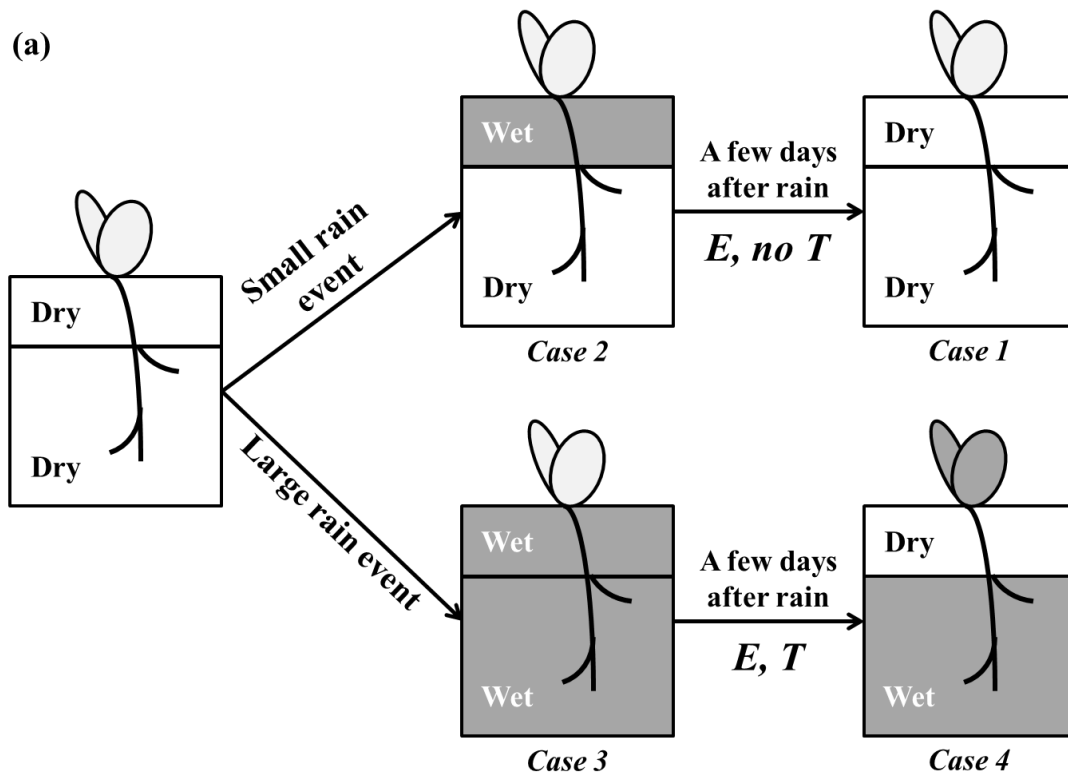 (a)
Dry
Dry
Small rain
event
Large rain event
Wet
Dry
Case 2
A few days
after rain
E, no T
Dry
Dry
Case 1
Wet
Wet
Case 3
A few days
after rain
E, T
Dry
Wet
Case 4